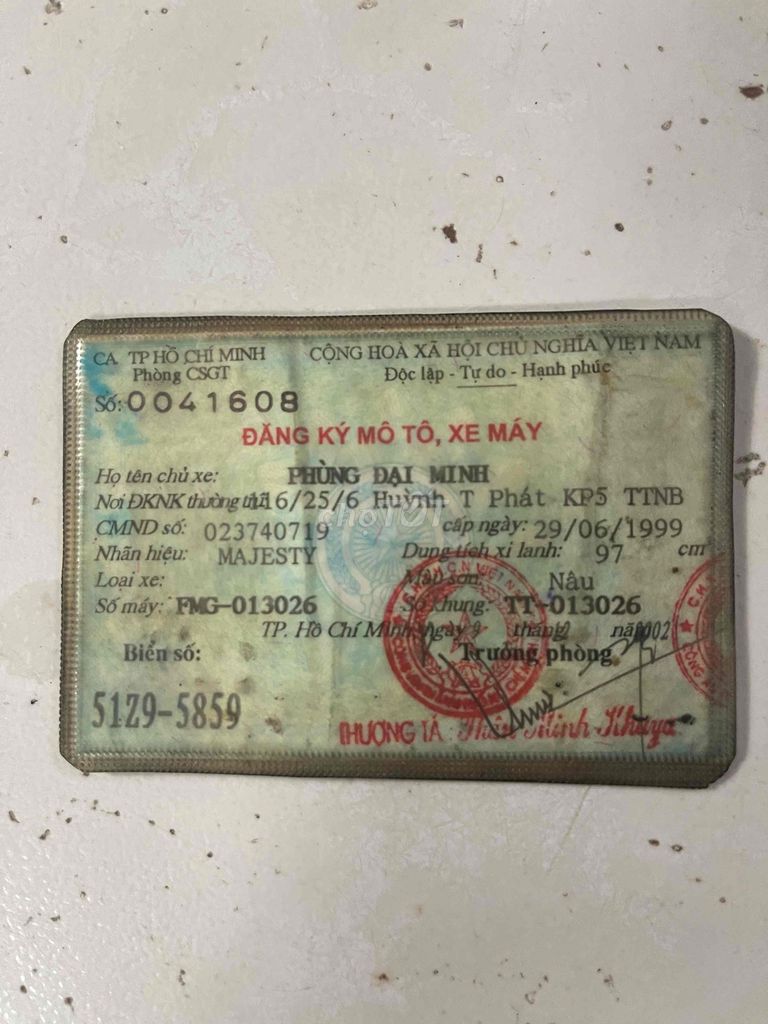 CA TP HỒ CHÍ MINH CỘNG HOÀ XÃ HỘI CHỦ NGHĨA VIỆT NAM
Phòng CSGT Độc lập - Tự do - Hạnh phúc
Số: 0041608
ĐĂNG KÝ MÔ TÔ, XE MÁY
Họ tên chủ xe: PHÙNG ĐẠI MINH
Nơi ĐKNK thường trú: 116/25/6 Huỳnh T Phát KP5 TTNB
CHỢ TỐT
CMND số: 023740719 cấp ngày: 29/06/1999
Nhãn hiệu: MAJESTY Dung tích xi lanh: 97 cm
Loại xe: Màu sơn: Nâu
Số máy: FMG-013026 Số khung: TT-013026
TP. Hồ Chí Minh, ngày tháng năm 2002
Biển số: Trưởng phòng
51Z9-5859
THƯỢNG TÁ: Minh